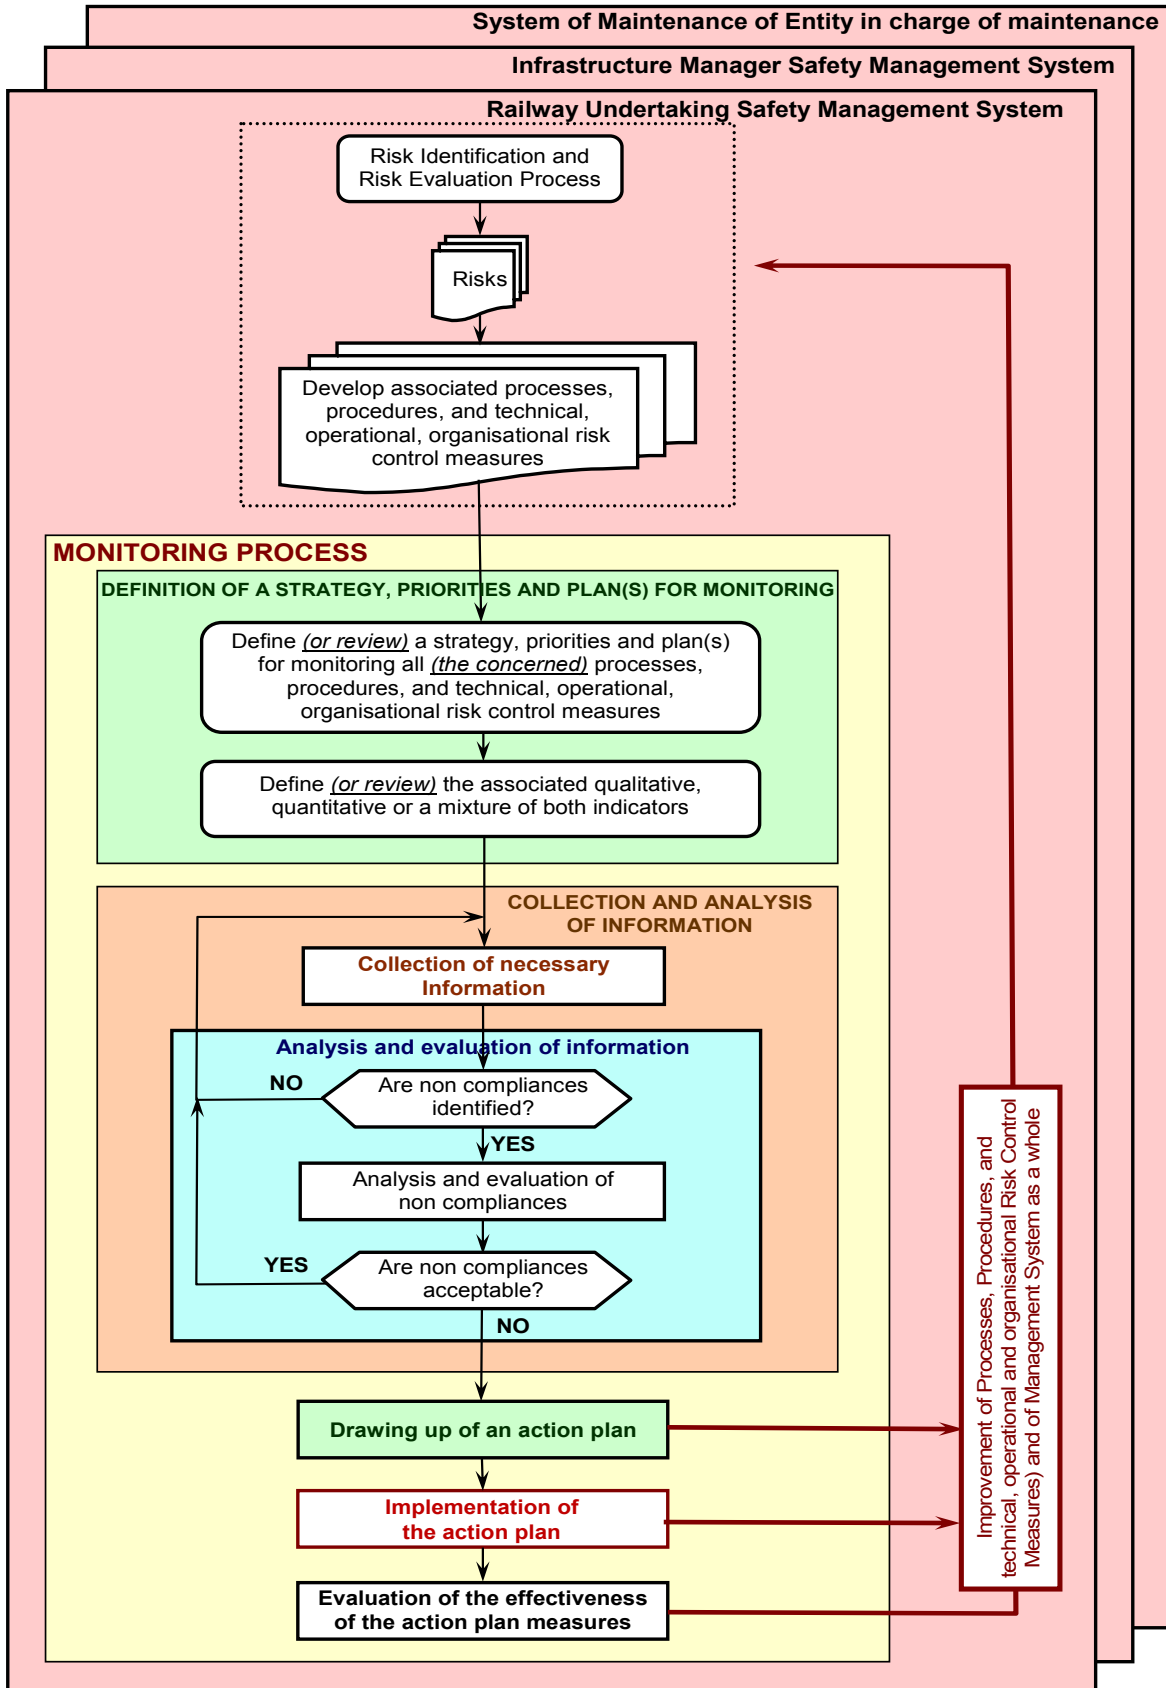 System of Maintenance of Entity in charge of maintenance
Infrastructure Manager Safety Management System
Railway Undertaking Safety Management System
Risk Identification and
Risk Evaluation Process
Risks
Develop associated processes,
procedures, and technical,
operational, organisational risk
control measures
MONITORING PROCESS
DEFINITION OF A STRATEGY, PRIORITIES AND PLAN(S) FOR MONITORING
Define (or review) a strategy, priorities and plan(s)
for monitoring all (the concerned) processes,
procedures, and technical, operational,
organisational risk control measures
Define (or review) the associated qualitative,
quantitative or a mixture of both indicators
COLLECTION AND ANALYSIS
OF INFORMATION
Collection of necessary
Information
Analysis and evaluation of information
NO
Are non compliances
identified?
YES
Analysis and evaluation of
non compliances
YES
Are non compliances
acceptable?
NO
Drawing up of an action plan
Implementation of
the action plan
Evaluation of the effectiveness
of the action plan measures
Improvement of Processes, Procedures, and
technical, operational and organisational Risk Control
Measures) and of Management System as a whole